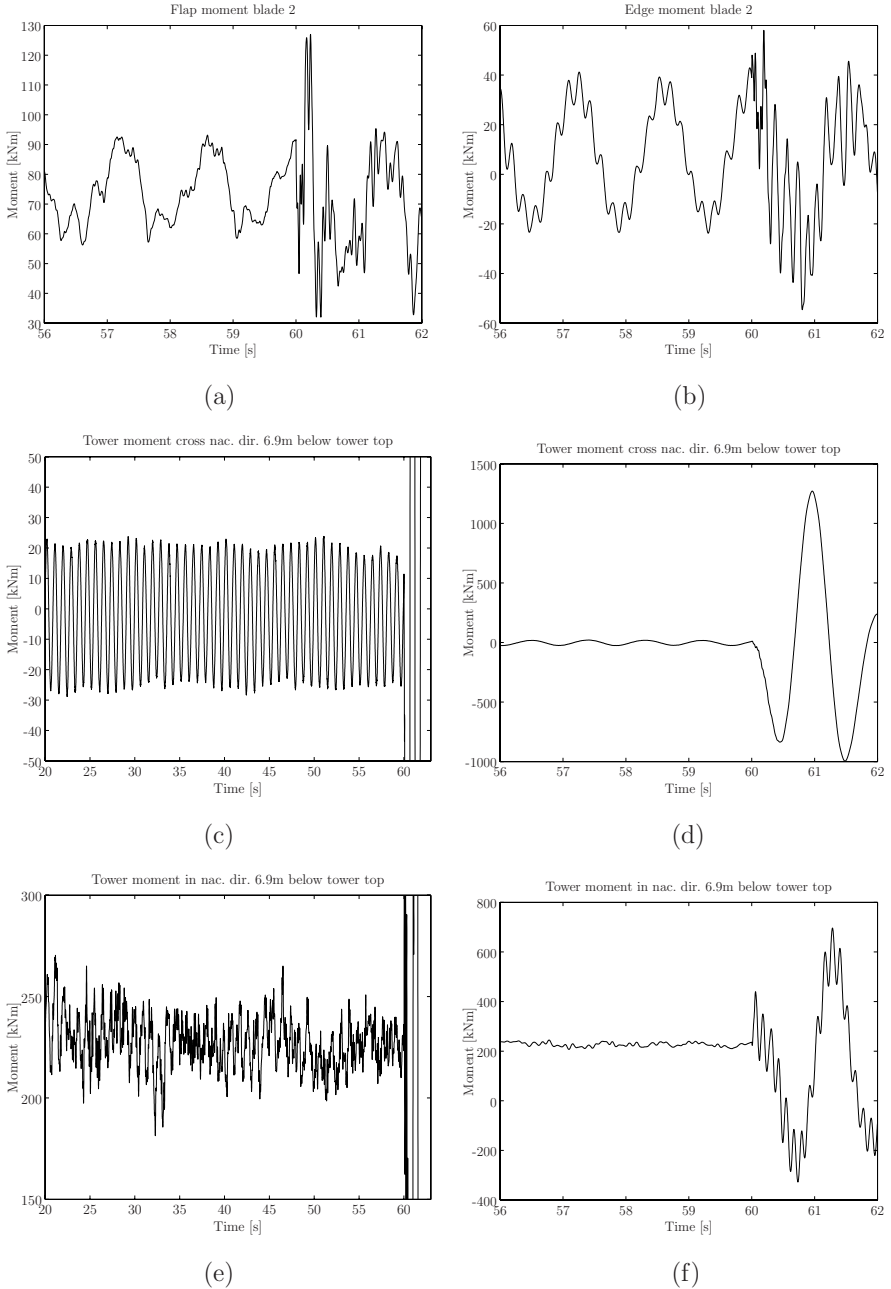 Flap moment blade 2
130
120
110
100
90
80
70
60
50
40
30
Moment [kNm]
56 57 58 59 60 61 62
Time [s]
(a)
Edge moment blade 2
60
40
20
0
-20
-40
-60
Moment [kNm]
56 57 58 59 60 61 62
Time [s]
(b)
Tower moment cross nac. dir. 6.9m below tower top
50
40
30
20
10
0
-10
-20
-30
-40
-50
Moment [kNm]
20 25 30 35 40 45 50 55 60
Time [s]
(c)
Tower moment cross nac. dir. 6.9m below tower top
1500
1000
500
0
-500
-1000
Moment [kNm]
56 57 58 59 60 61 62
Time [s]
(d)
Tower moment in nac. dir. 6.9m below tower top
300
250
200
150
Moment [kNm]
20 25 30 35 40 45 50 55 60
Time [s]
(e)
Tower moment in nac. dir. 6.9m below tower top
800
600
400
200
0
-200
-400
Moment [kNm]
56 57 58 59 60 61 62
Time [s]
(f)